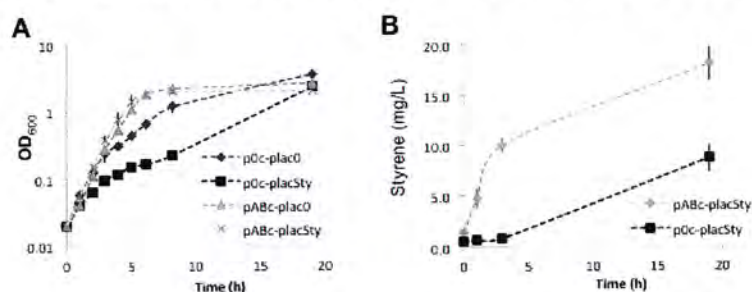 A
10
1
0.1
0.01
OD600
0
5
10
15
20
Time (h)
p0c-plac0
p0c-placSty
pABc-plac0
pABc-placSty
B
20.0
15.0
10.0
5.0
0.0
Styrene (mg/L)
0
5
10
15
20
Time (h)
pABc-placSty
p0c-placSty